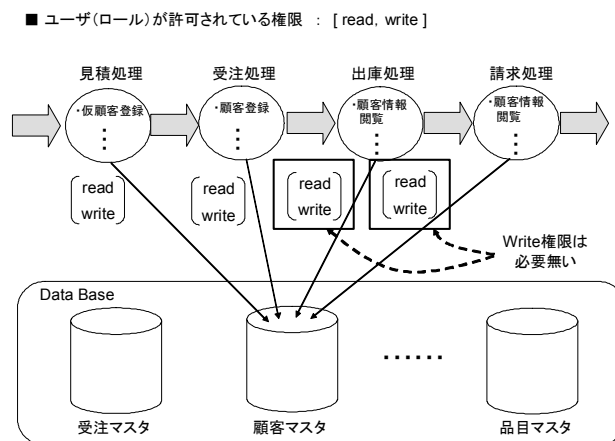 ■ ユーザ(ロール)が許可されている権限 : [ read, write ]
見積処理
受注処理
出庫処理
請求処理
・仮顧客登録
⋮
・顧客登録
⋮
・顧客情報
閲覧
⋮
・顧客情報
閲覧
⋮
read
write
read
write
read
write
read
write
Write権限は
必要無い
Data Base
・・・・・・
受注マスタ
顧客マスタ
品目マスタ